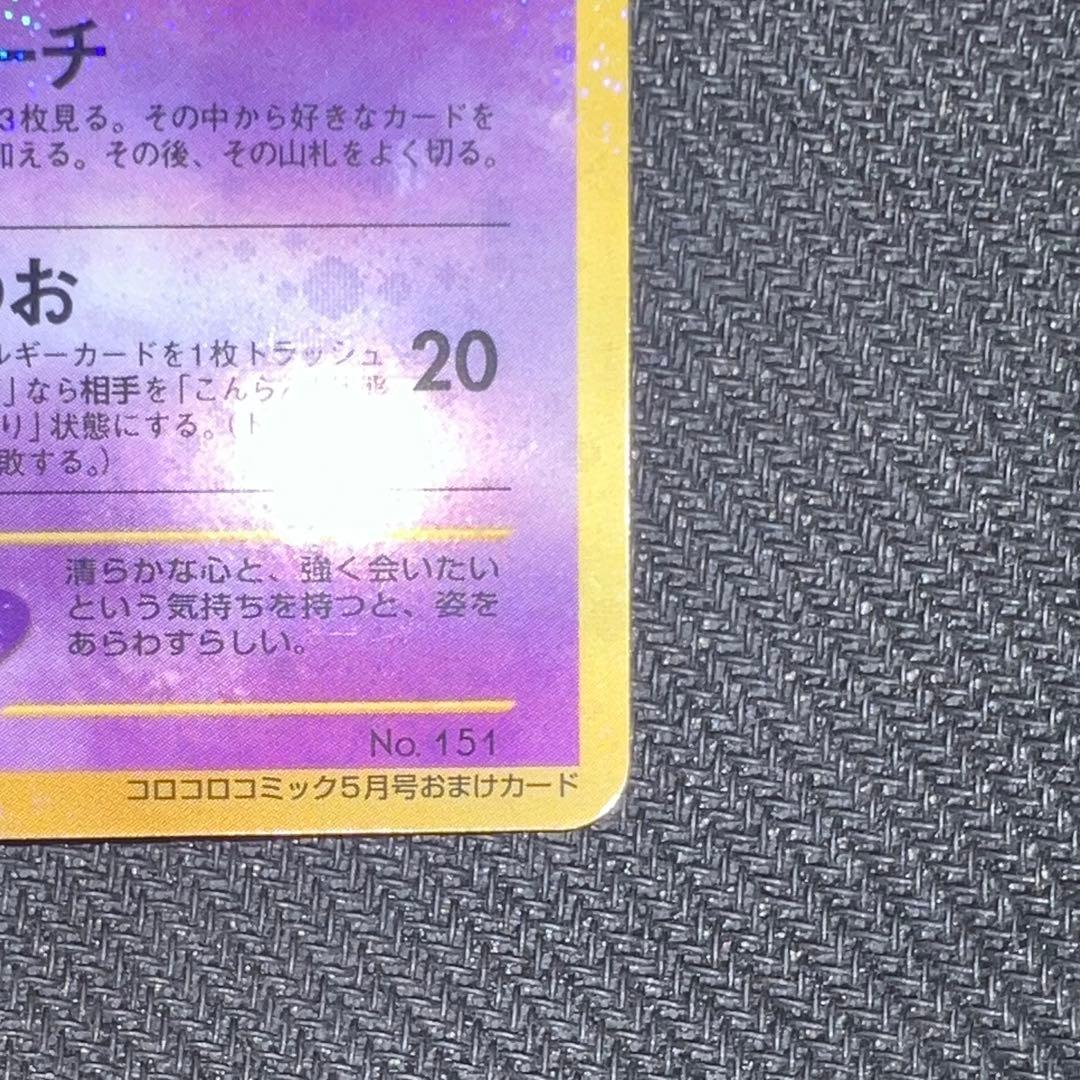 ーチ
3枚見る。その中から好きなカードを
加える。その後、その山札をよく切る。
のお
ルギーカードを1枚トラッシュ
20
」なら相手を「こんら
り」状態にする。(ト
敗する。)
清らかな心と、強く会いたい
という気持ちを持つと、姿を
あらわすらしい。
No. 151
コロコロコミック5月号おまけカード